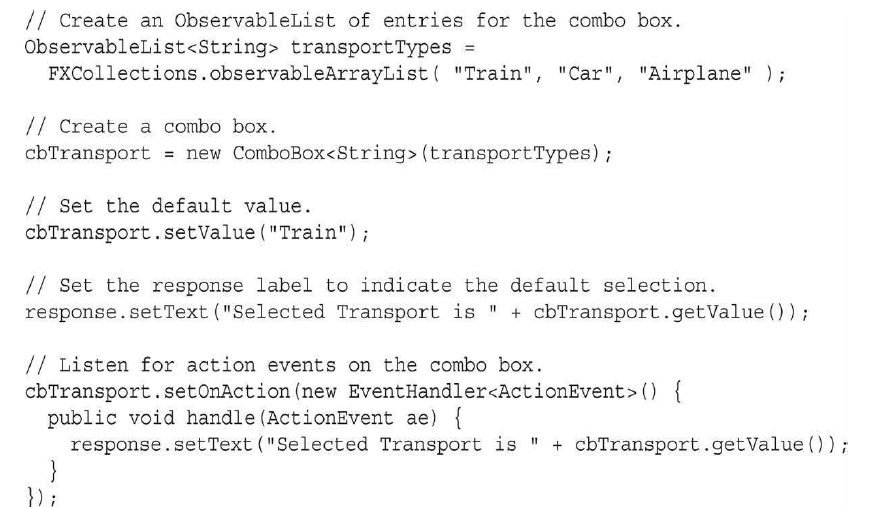 // Create an ObservableList of entries for the combo box.
ObservableList<String> transportTypes =
  FXCollections.observableArrayList( "Train", "Car", "Airplane" );

// Create a combo box.
cbTransport = new ComboBox<String>(transportTypes);

// Set the default value.
cbTransport.setValue("Train");

// Set the response label to indicate the default selection.
response.setText("Selected Transport is " + cbTransport.getValue());

// Listen for action events on the combo box.
cbTransport.setOnAction(new EventHandler<ActionEvent>() {
  public void handle(ActionEvent ae) {
    response.setText("Selected Transport is " + cbTransport.getValue());
  }
});